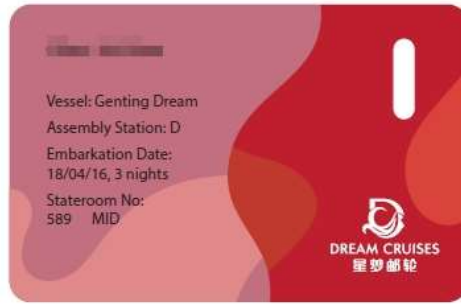 Vessel: Genting Dream
Assembly Station: D
Embarkation Date:
18/04/16, 3 nights
Stateroom No:
589 MID
DREAM CRUISES
星梦邮轮